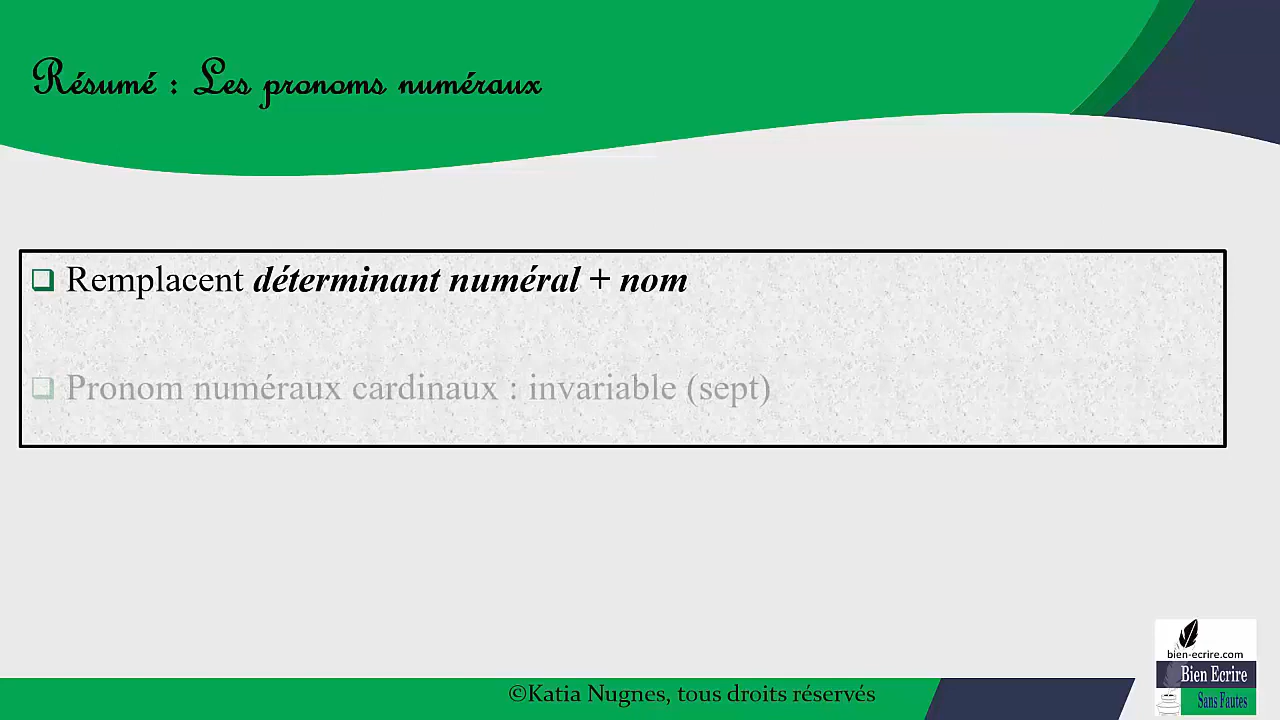 Résumé : Les pronoms numéraux
❑ Remplacent déterminant numéral + nom
❑ Pronom numéraux cardinaux : invariable (sept)
©Katia Nugnes, tous droits réservés
bien-ecrire.com
Bien Ecrire
Sans Fautes